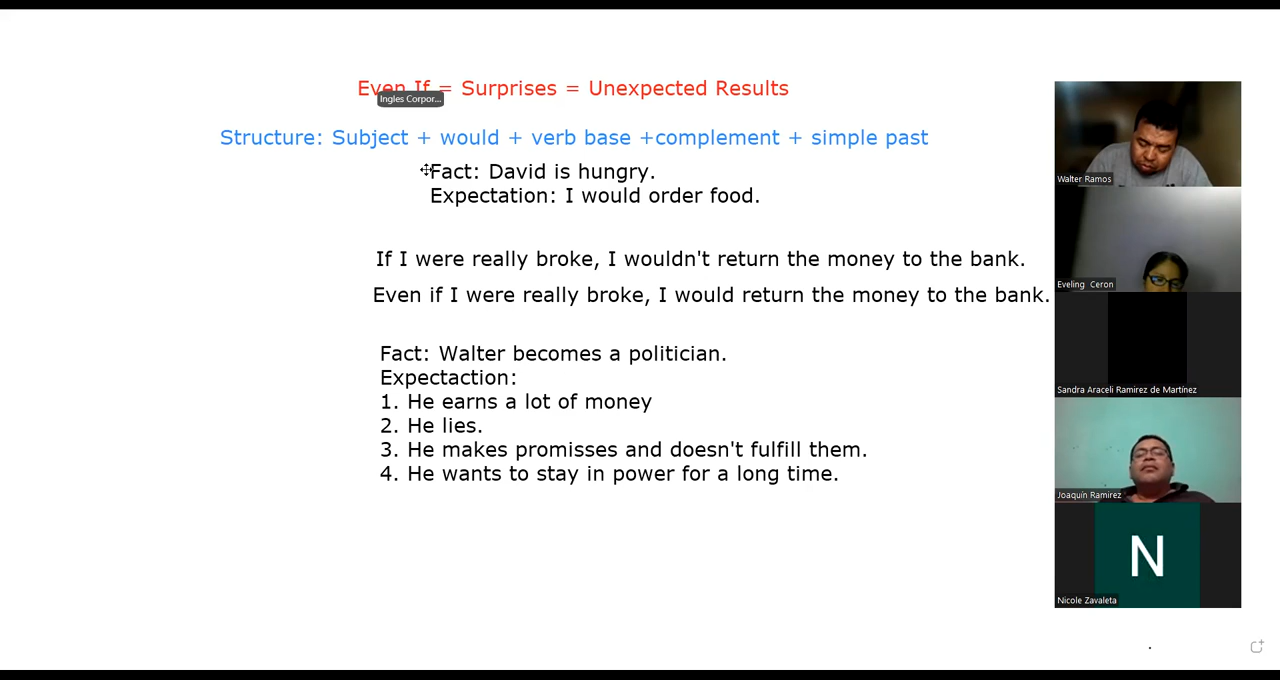 Even If = Surprises = Unexpected Results
Ingles Corpor...
Structure: Subject + would + verb base +complement + simple past
Fact: David is hungry.
Expectation: I would order food.
If I were really broke, I wouldn't return the money to the bank.
Even if I were really broke, I would return the money to the bank.
Fact: Walter becomes a politician.
Expectaction:
1. He earns a lot of money
2. He lies.
3. He makes promisses and doesn't fulfill them.
4. He wants to stay in power for a long time.
Walter Ramos
Eveling Ceron
Sandra Araceli Ramirez de Martínez
Joaquín Ramirez
N
Nicole Zavaleta